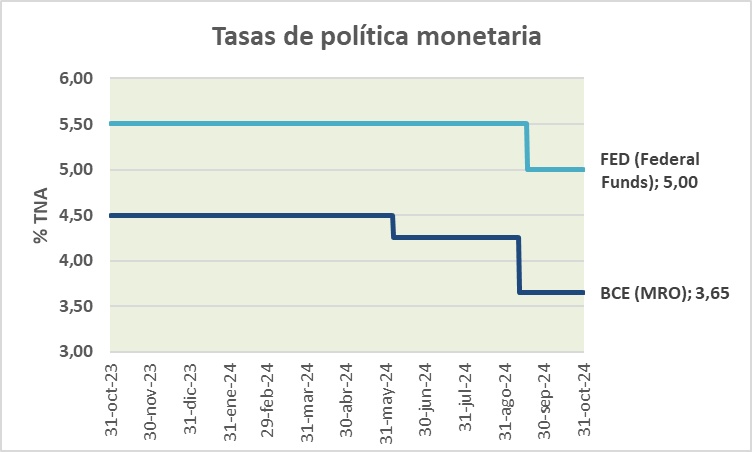 Tasas de política monetaria
% TNA
6,00
5,50
5,00
4,50
4,00
3,50
3,00
FED (Federal
Funds); 5,00
BCE (MRO); 3,65
31-oct-23
30-nov-23
31-dic-23
31-ene-24
29-feb-24
31-mar-24
30-abr-24
31-may-24
30-jun-24
31-jul-24
31-ago-24
30-sep-24
31-oct-24